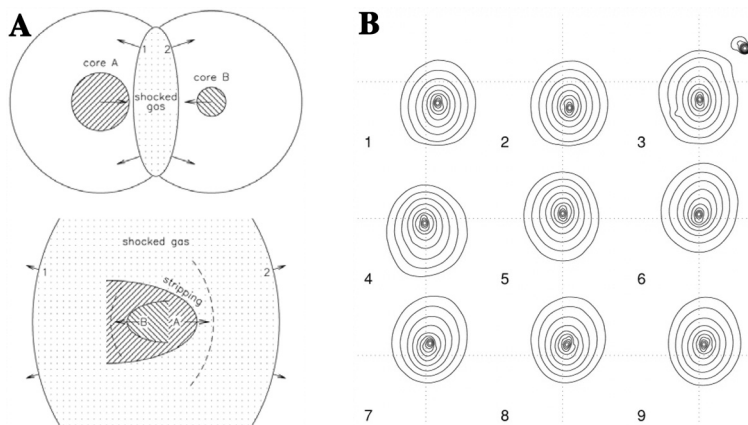 A
1 2
core A
core B
shocked
gas
shocked gas
1
2
stripping
B A
B
1 2 3
4 5 6
7 8 9